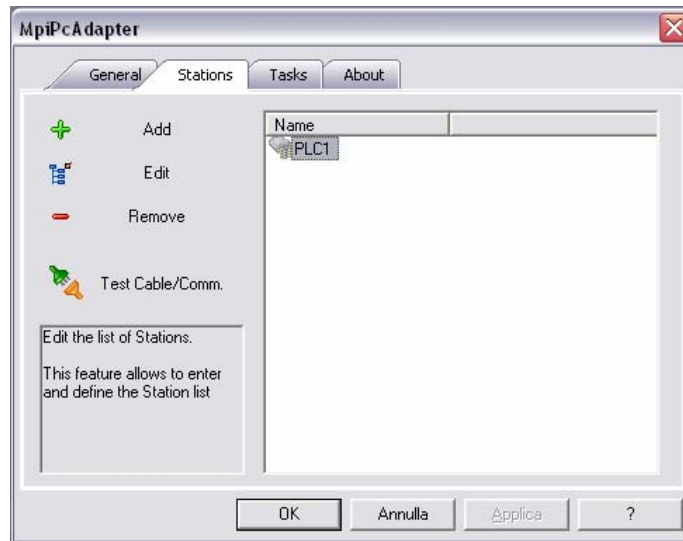 MpiPcAdapter
General Stations Tasks About
Add
Edit
Remove
Test Cable/Comm.
Edit the list of Stations.
This feature allows to enter
and define the Station list
Name
PLC1
OK Annulla Applica ?